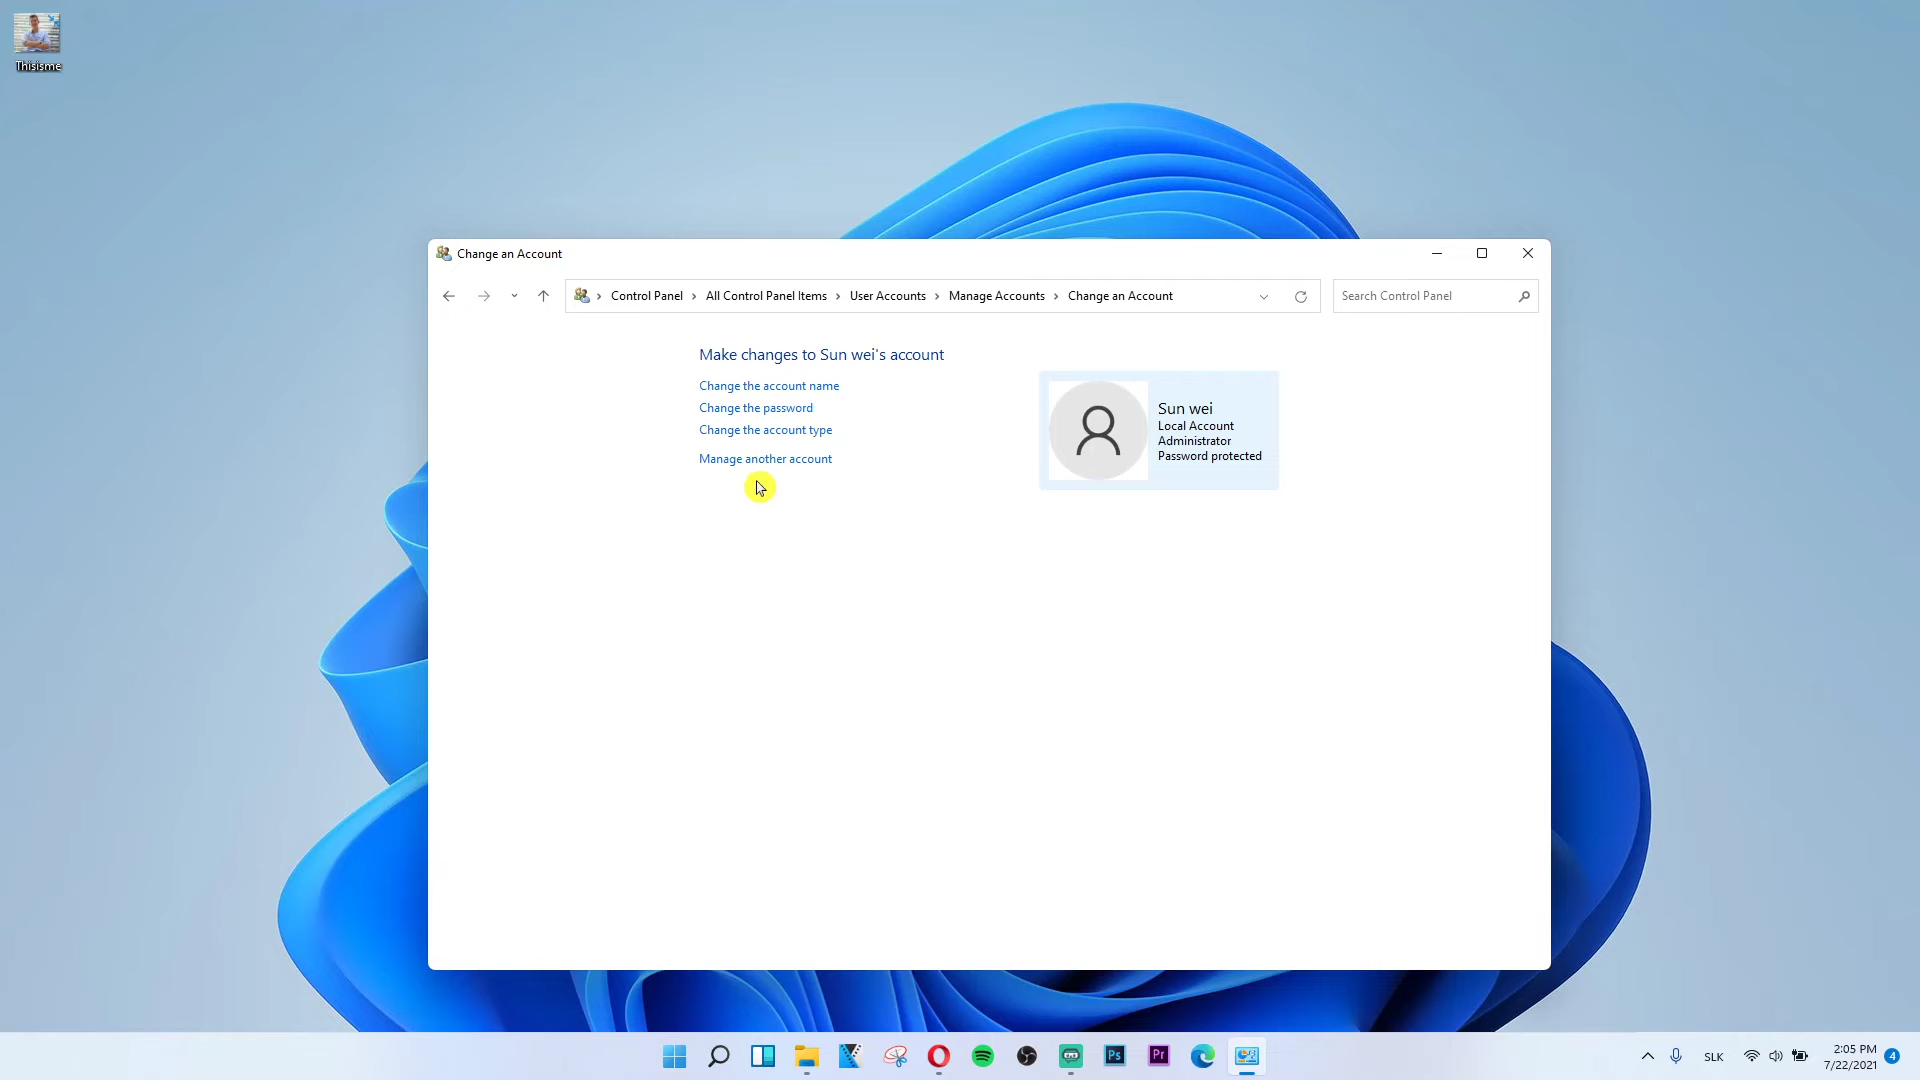 Thisisme
Change an Account
Control Panel
All Control Panel Items
User Accounts
Manage Accounts
Change an Account
Search Control Panel
Make changes to Sun wei's account
Change the account name
Change the password
Change the account type
Manage another account
Sun wei
Local Account
Administrator
Password protected
Ps
Pr
SLK
2:05 PM
7/22/2021
4